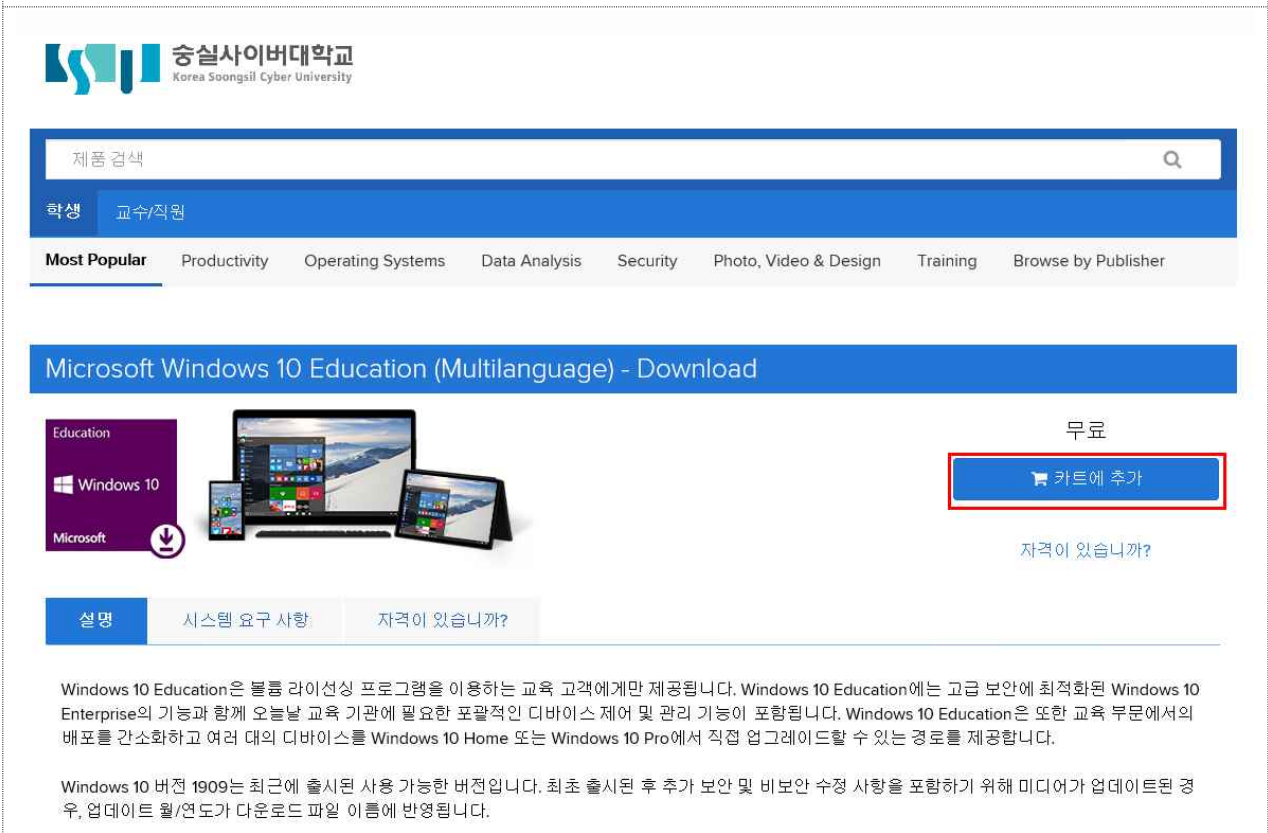 숭실사이버대학교
Korea Soongsil Cyber University
제품 검색
학생 교수/직원
Most Popular Productivity Operating Systems Data Analysis Security Photo, Video & Design Training Browse by Publisher
Microsoft Windows 10 Education (Multilanguage) - Download
Education
Windows 10
Microsoft
무료
카트에 추가
자격이 있습니까?
설명 시스템 요구 사항 자격이 있습니까?
Windows 10 Education은 볼륨 라이선싱 프로그램을 이용하는 교육 고객에게만 제공됩니다. Windows 10 Education에는 고급 보안에 최적화된 Windows 10
Enterprise의 기능과 함께 오늘날 교육 기관에 필요한 포괄적인 디바이스 제어 및 관리 기능이 포함됩니다. Windows 10 Education은 또한 교육 부문에서의
배포를 간소화하고 여러 대의 디바이스를 Windows 10 Home 또는 Windows 10 Pro에서 직접 업그레이드할 수 있는 경로를 제공합니다.
Windows 10 버전 1909는 최근에 출시된 사용 가능한 버전입니다. 최초 출시된 후 추가 보안 및 비보안 수정 사항을 포함하기 위해 미디어가 업데이트된 경
우, 업데이트 월/연도가 다운로드 파일 이름에 반영됩니다.